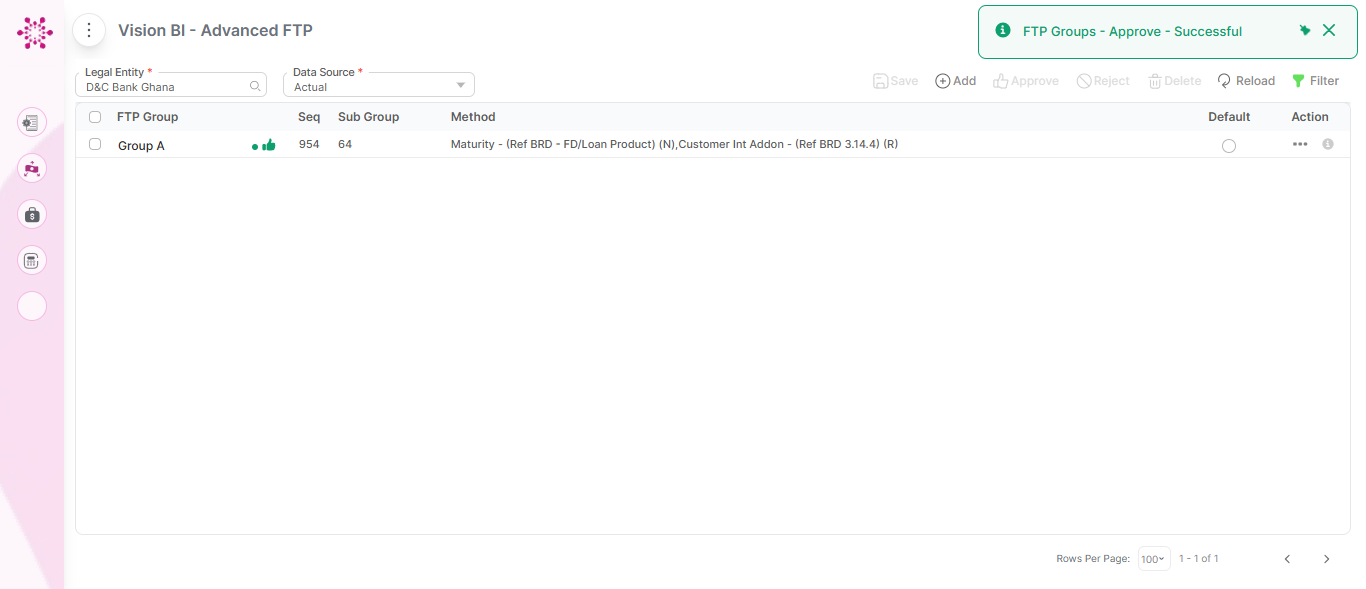 Vision BI - Advanced FTP
FTP Groups - Approve - Successful
Legal Entity *
D&C Bank Ghana
Data Source *
Actual
Save Add Approve Reject Delete Reload Filter
FTP Group Seq Sub Group Method Default Action
Group A 954 64 Maturity - (Ref BRD - FD/Loan Product) (N),Customer Int Addon - (Ref BRD 3.14.4) (R)
Rows Per Page: 100 1 - 1 of 1